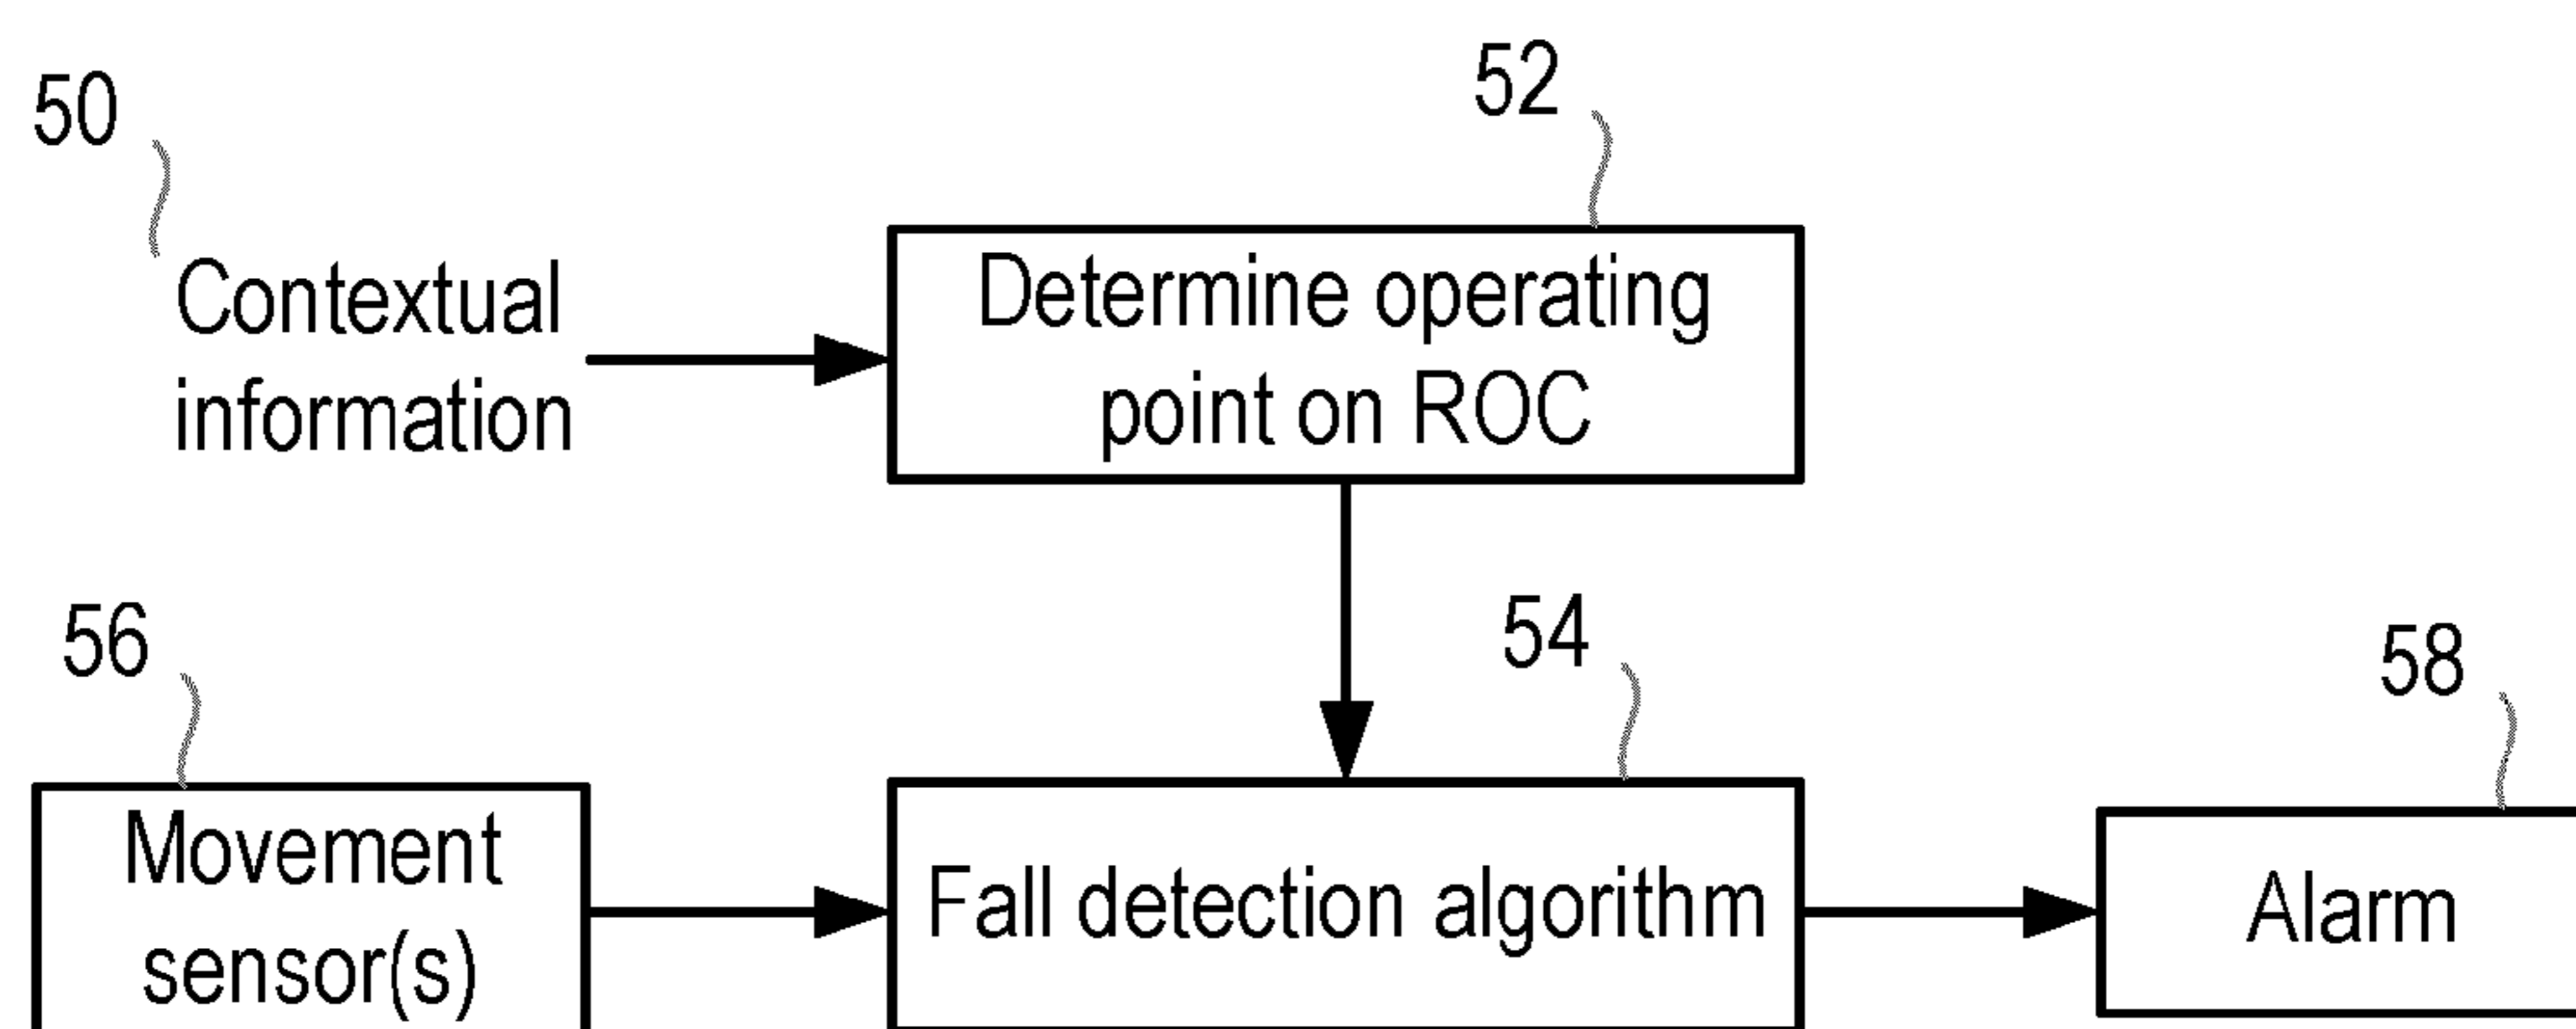 50
52
Contextual
information
Determine operating
point on ROC
56
54
58
Movement
sensor(s)
Fall detection algorithm
Alarm